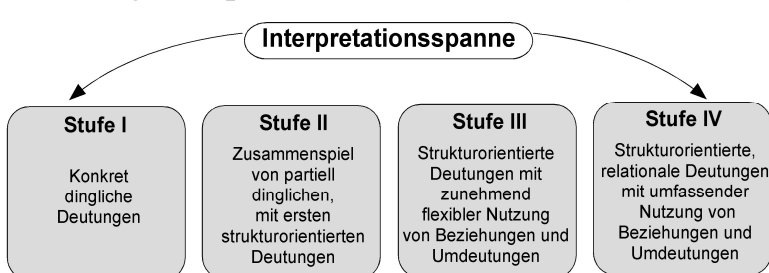 Interpretationsspanne
Stufe I
Konkret
dingliche
Deutungen
Stufe II
Zusammenspiel
von partiell
dinglichen,
mit ersten
strukturorientierten
Deutungen
Stufe III
Strukturorientierte
Deutungen mit
zunehmend
flexibler Nutzung
von Beziehungen und
Umdeutungen
Stufe IV
Strukturorientierte,
relationale Deutungen
mit umfassender
Nutzung von
Beziehungen und
Umdeutungen